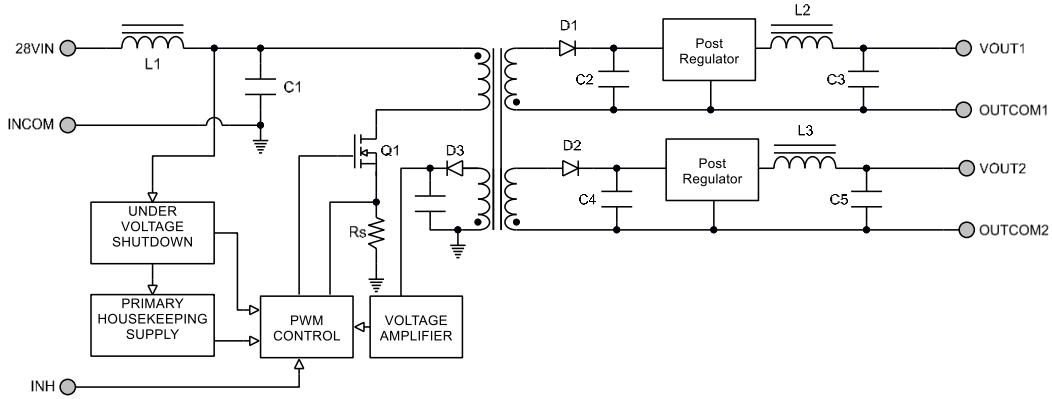 28VIN
L1
C1
INCOM
Q1
Rs
D3
D1
C2
Post
Regulator
L2
C3
VOUT1
OUTCOM1
D2
C4
Post
Regulator
L3
C5
VOUT2
OUTCOM2
UNDER
VOLTAGE
SHUTDOWN
PRIMARY
HOUSEKEEPING
SUPPLY
PWM
CONTROL
VOLTAGE
AMPLIFIER
INH